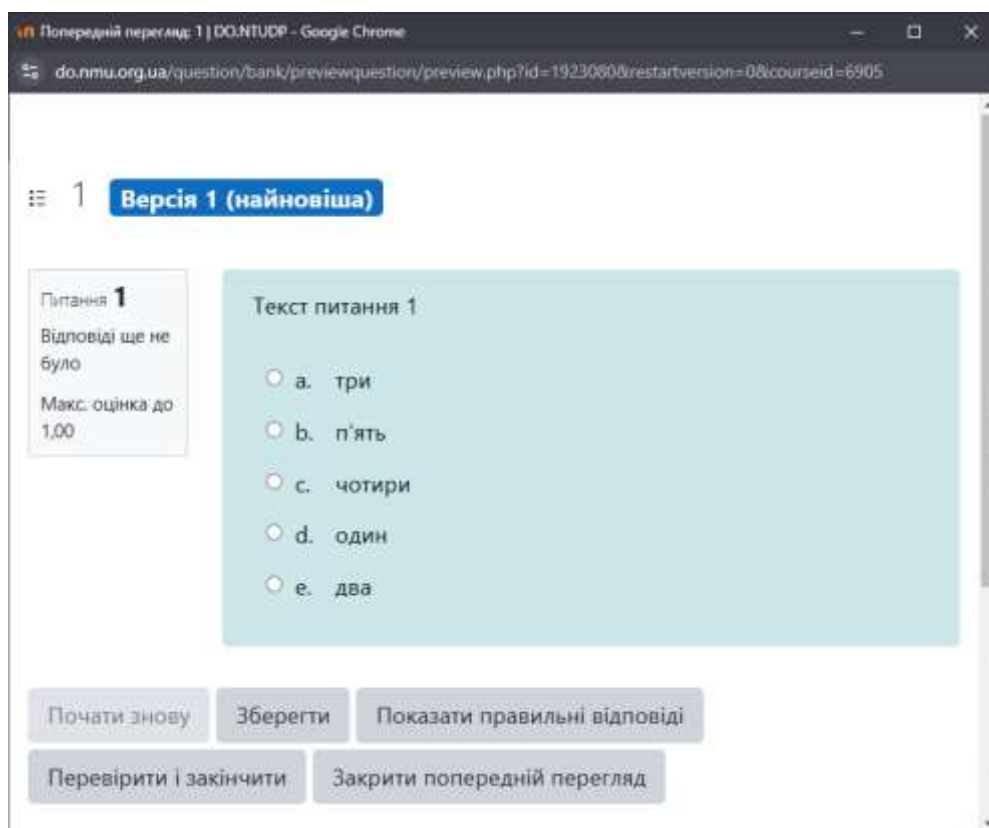 Попередній перегляд: 1 | DO.NTUDP - Google Chrome
do.nmu.org.ua/question/bank/previewquestion/preview.php?id=1923080&restartversion=0&courseid=6905
1 Версія 1 (найновіша)
Питання 1
Відповіді ще не
було
Макс. оцінка до
1,00
Текст питання 1
a. три
b. п'ять
c. чотири
d. один
e. два
Почати знову Зберегти Показати правильні відповіді
Перевірити і закінчити Закрити попередній перегляд